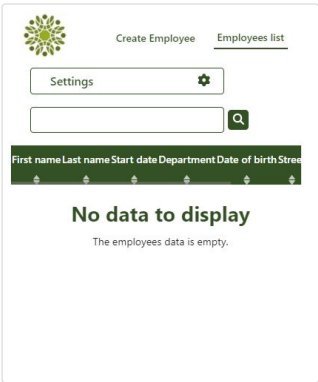 Create Employee Employees list
Settings
First name Last name Start date Department Date of birth Stree
No data to display
The employees data is empty.